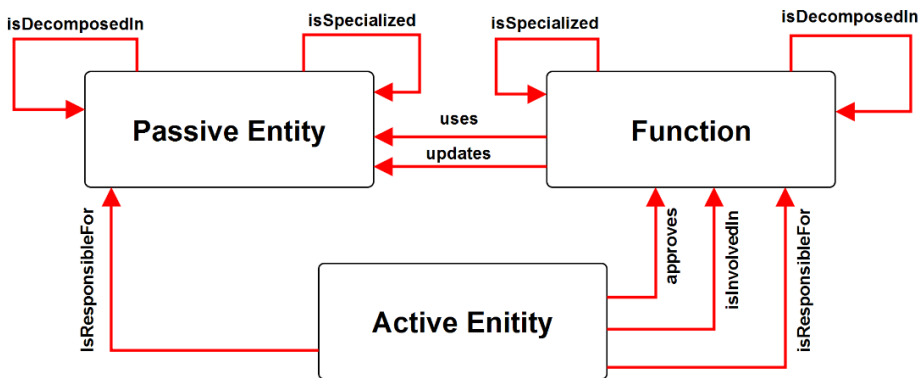 isDecomposedIn
isSpecialized
isSpecialized
isDecomposedIn
Passive Entity
uses
updates
Function
IsResponsibleFor
approves
isInvolvedIn
isResponsibleFor
Active Enitity